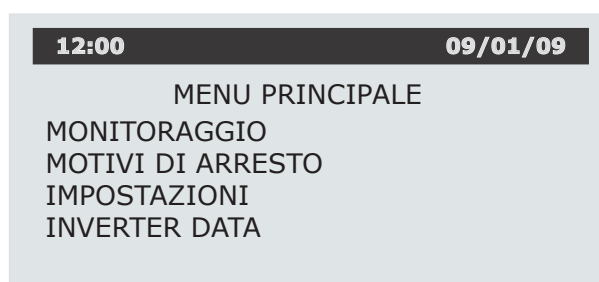 12:00 09/01/09
MENU PRINCIPALE
MONITORAGGIO
MOTIVI DI ARRESTO
IMPOSTAZIONI
INVERTER DATA